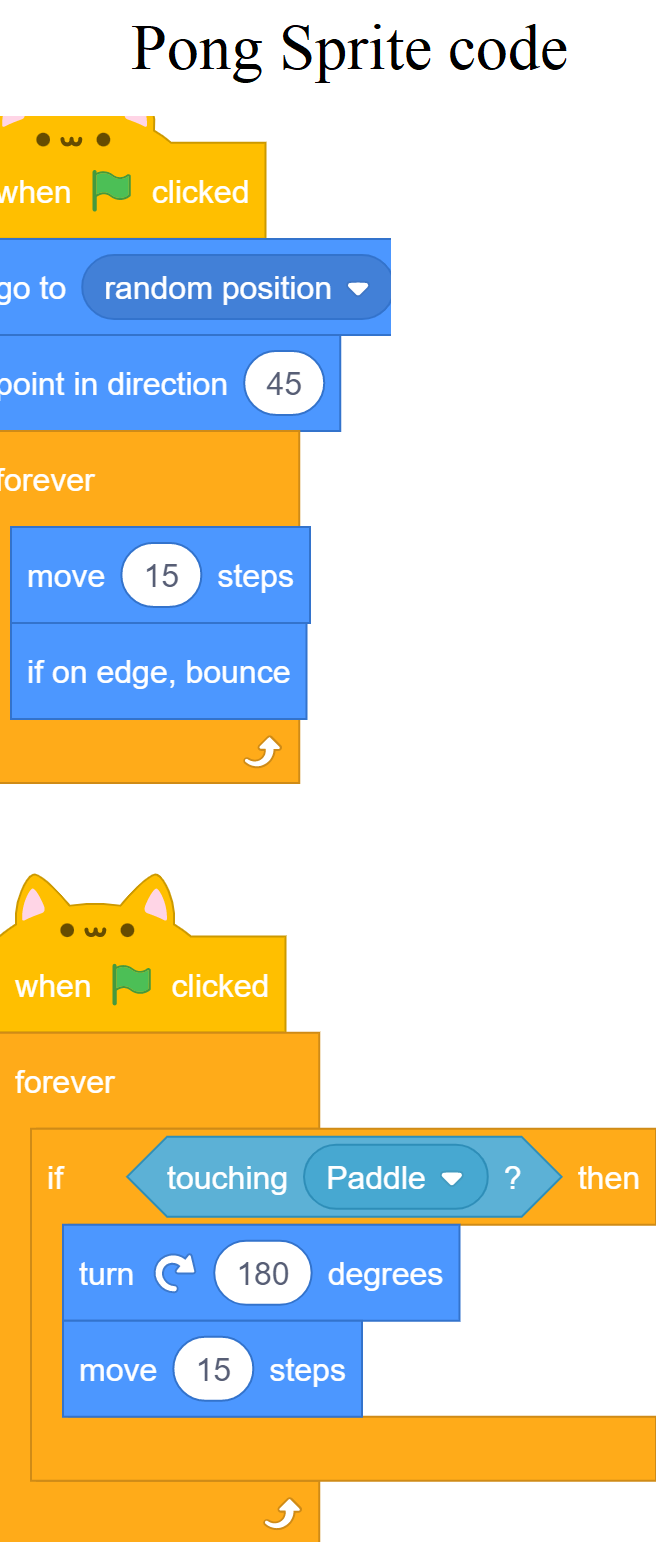 Pong Sprite code
when clicked
go to random position
point in direction 45
forever
move 15 steps
if on edge, bounce
when clicked
forever
if touching Paddle ? then
turn 180 degrees
move 15 steps